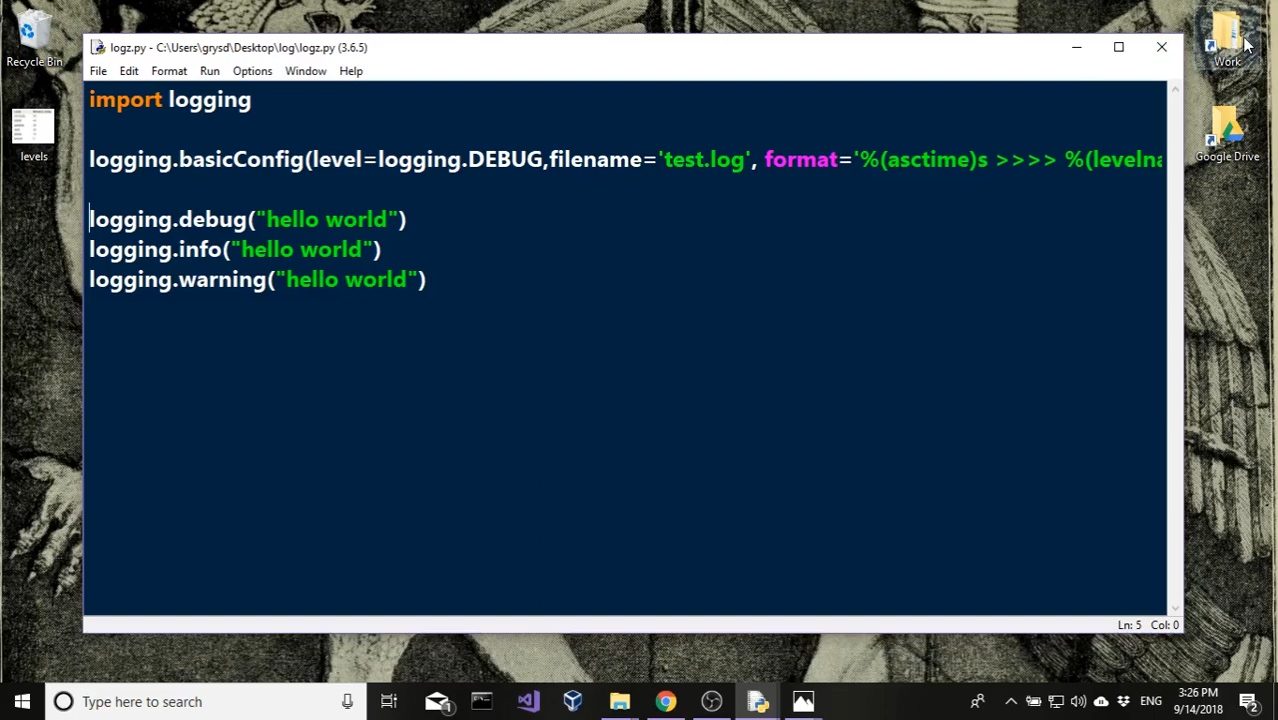 Recycle Bin
levels
logz.py - C:\Users\grysd\Desktop\log\logz.py (3.6.5)
File Edit Format Run Options Window Help
import logging
logging.basicConfig(level=logging.DEBUG,filename='test.log', format='%(asctime)s >>>> %(levelna
logging.debug("hello world")
logging.info("hello world")
logging.warning("hello world")
Ln: 5 Col: 0
Work
Google Drive
Type here to search
1
ENG
3:26 PM
9/14/2018
2